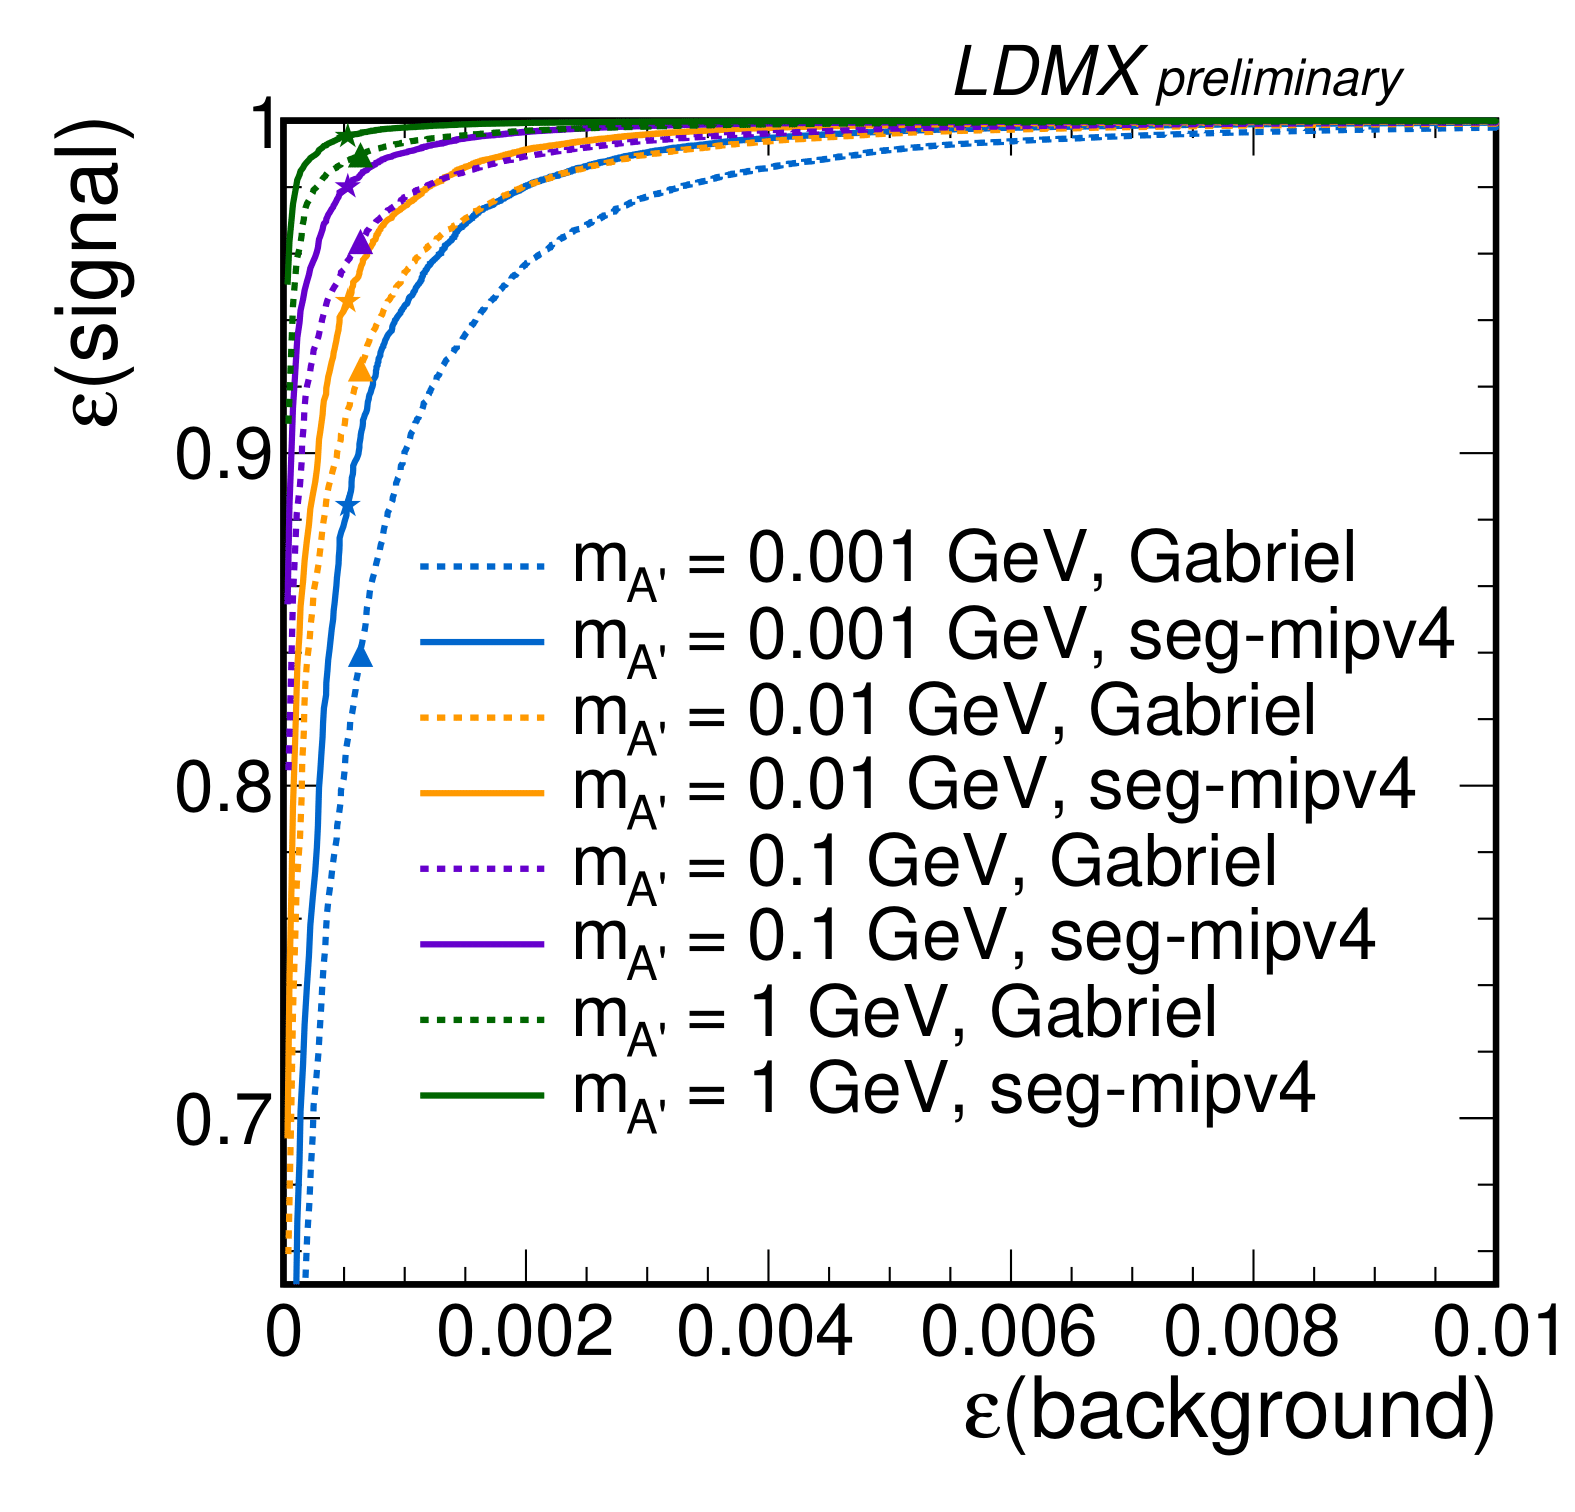 LDMX preliminary
ε(signal)
1
0.9
0.8
0.7
m_A' = 0.001 GeV, Gabriel
m_A' = 0.001 GeV, seg-mipv4
m_A' = 0.01 GeV, Gabriel
m_A' = 0.01 GeV, seg-mipv4
m_A' = 0.1 GeV, Gabriel
m_A' = 0.1 GeV, seg-mipv4
m_A' = 1 GeV, Gabriel
m_A' = 1 GeV, seg-mipv4
0 0.002 0.004 0.006 0.008 0.01
ε(background)